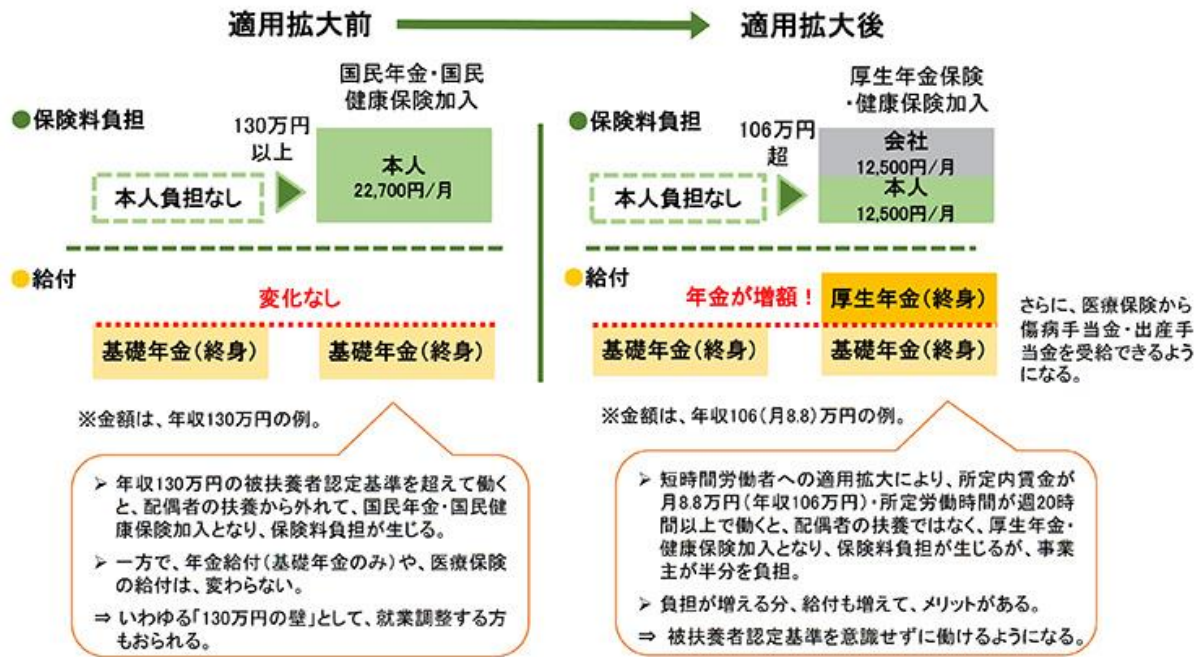 適用拡大前
適用拡大後
国民年金・国民
健康保険加入
●保険料負担
130万円
以上
本人負担なし
本人
22,700円/月
●給付
変化なし
基礎年金(終身)
基礎年金(終身)
※金額は、年収130万円の例。
➢ 年収130万円の被扶養者認定基準を超えて働く
と、配偶者の扶養から外れて、国民年金・国民健
康保険加入となり、保険料負担が生じる。
➢ 一方で、年金給付(基礎年金のみ)や、医療保険
の給付は、変わらない。
⇒ いわゆる「130万円の壁」として、就業調整する方
もおられる。
厚生年金保険
・健康保険加入
●保険料負担
106万円
超
本人負担なし
会社
12,500円/月
本人
12,500円/月
●給付
年金が増額！
厚生年金(終身)
基礎年金(終身)
基礎年金(終身)
さらに、医療保険から
傷病手当金・出産手
当金を受給できるよう
になる。
※金額は、年収106(月8.8)万円の例。
➢ 短時間労働者への適用拡大により、所定内賃金が
月8.8万円(年収106万円)・所定労働時間が週20時
間以上で働くと、配偶者の扶養ではなく、厚生年金・
健康保険加入となり、保険料負担が生じるが、事業
主が半分を負担。
➢ 負担が増える分、給付も増えて、メリットがある。
⇒ 被扶養者認定基準を意識せずに働けるようになる。